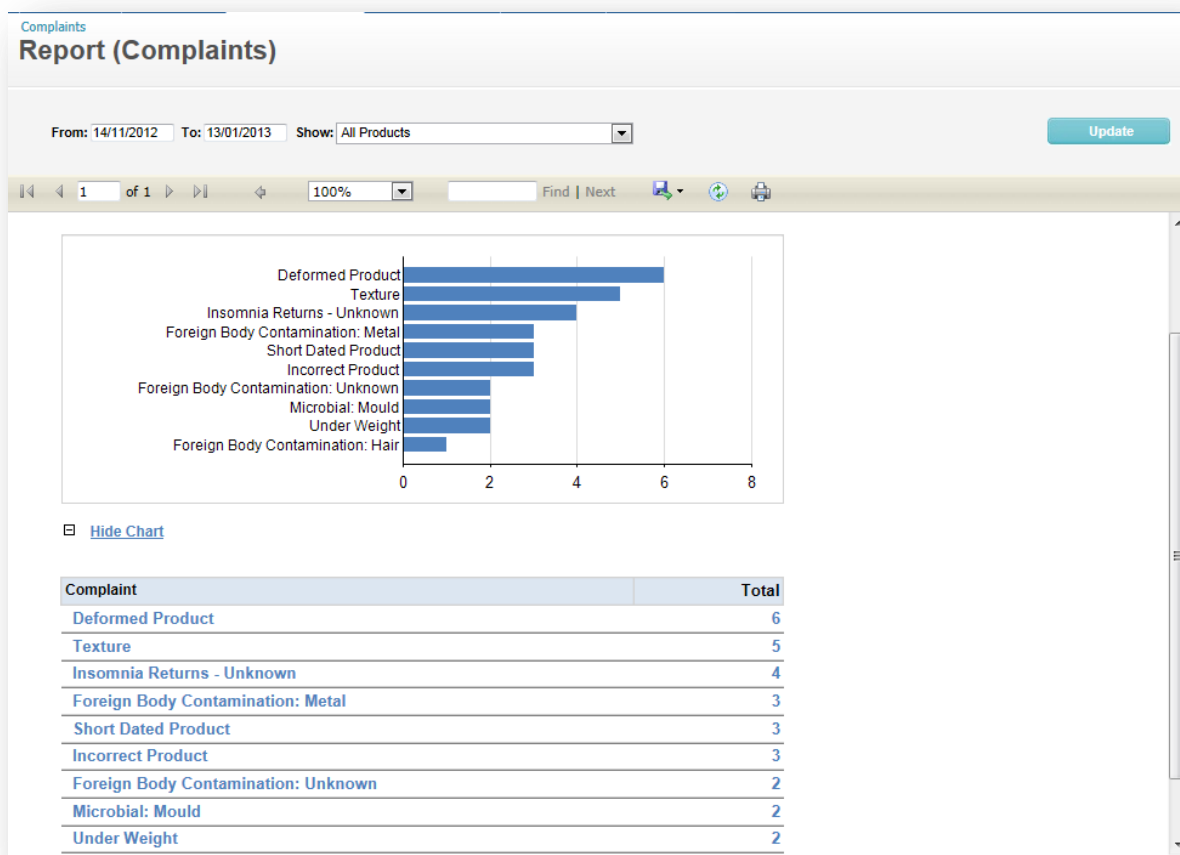 Complaints
Report (Complaints)
From: 14/11/2012 To: 13/01/2013 Show: All Products Update
1 of 1 100% Find | Next
Deformed Product
Texture
Insomnia Returns - Unknown
Foreign Body Contamination: Metal
Short Dated Product
Incorrect Product
Foreign Body Contamination: Unknown
Microbial: Mould
Under Weight
Foreign Body Contamination: Hair
0 2 4 6 8
Hide Chart
Complaint Total
Deformed Product 6
Texture 5
Insomnia Returns - Unknown 4
Foreign Body Contamination: Metal 3
Short Dated Product 3
Incorrect Product 3
Foreign Body Contamination: Unknown 2
Microbial: Mould 2
Under Weight 2